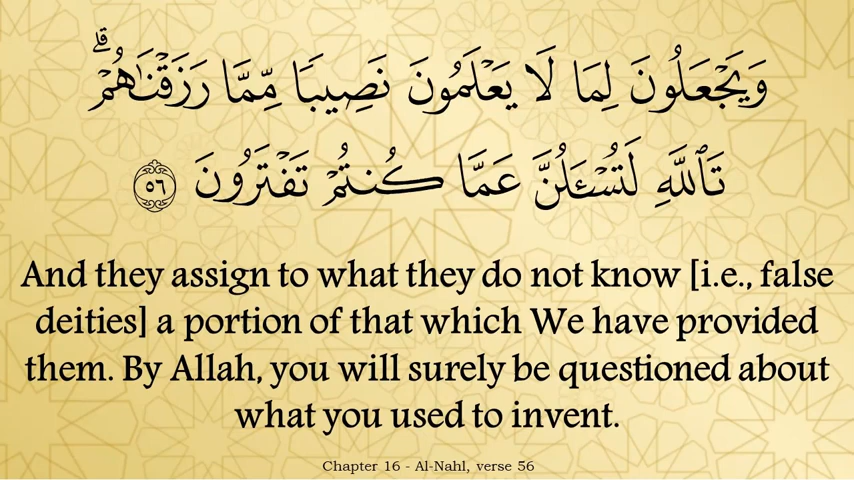 وَيَجْعَلُونَ لِمَا لَا يَعْلَمُونَ نَصِيبًا مِّمَّا رَزَقْنَٰهُمْ ۗ
تَٱللَّهِ لَتُسْـَٔلُنَّ عَمَّا كُنتُمْ تَفْتَرُونَ ٥٦
And they assign to what they do not know [i.e., false
deities] a portion of that which We have provided
them. By Allah, you will surely be questioned about
what you used to invent.
Chapter 16 - Al-Nahl, verse 56